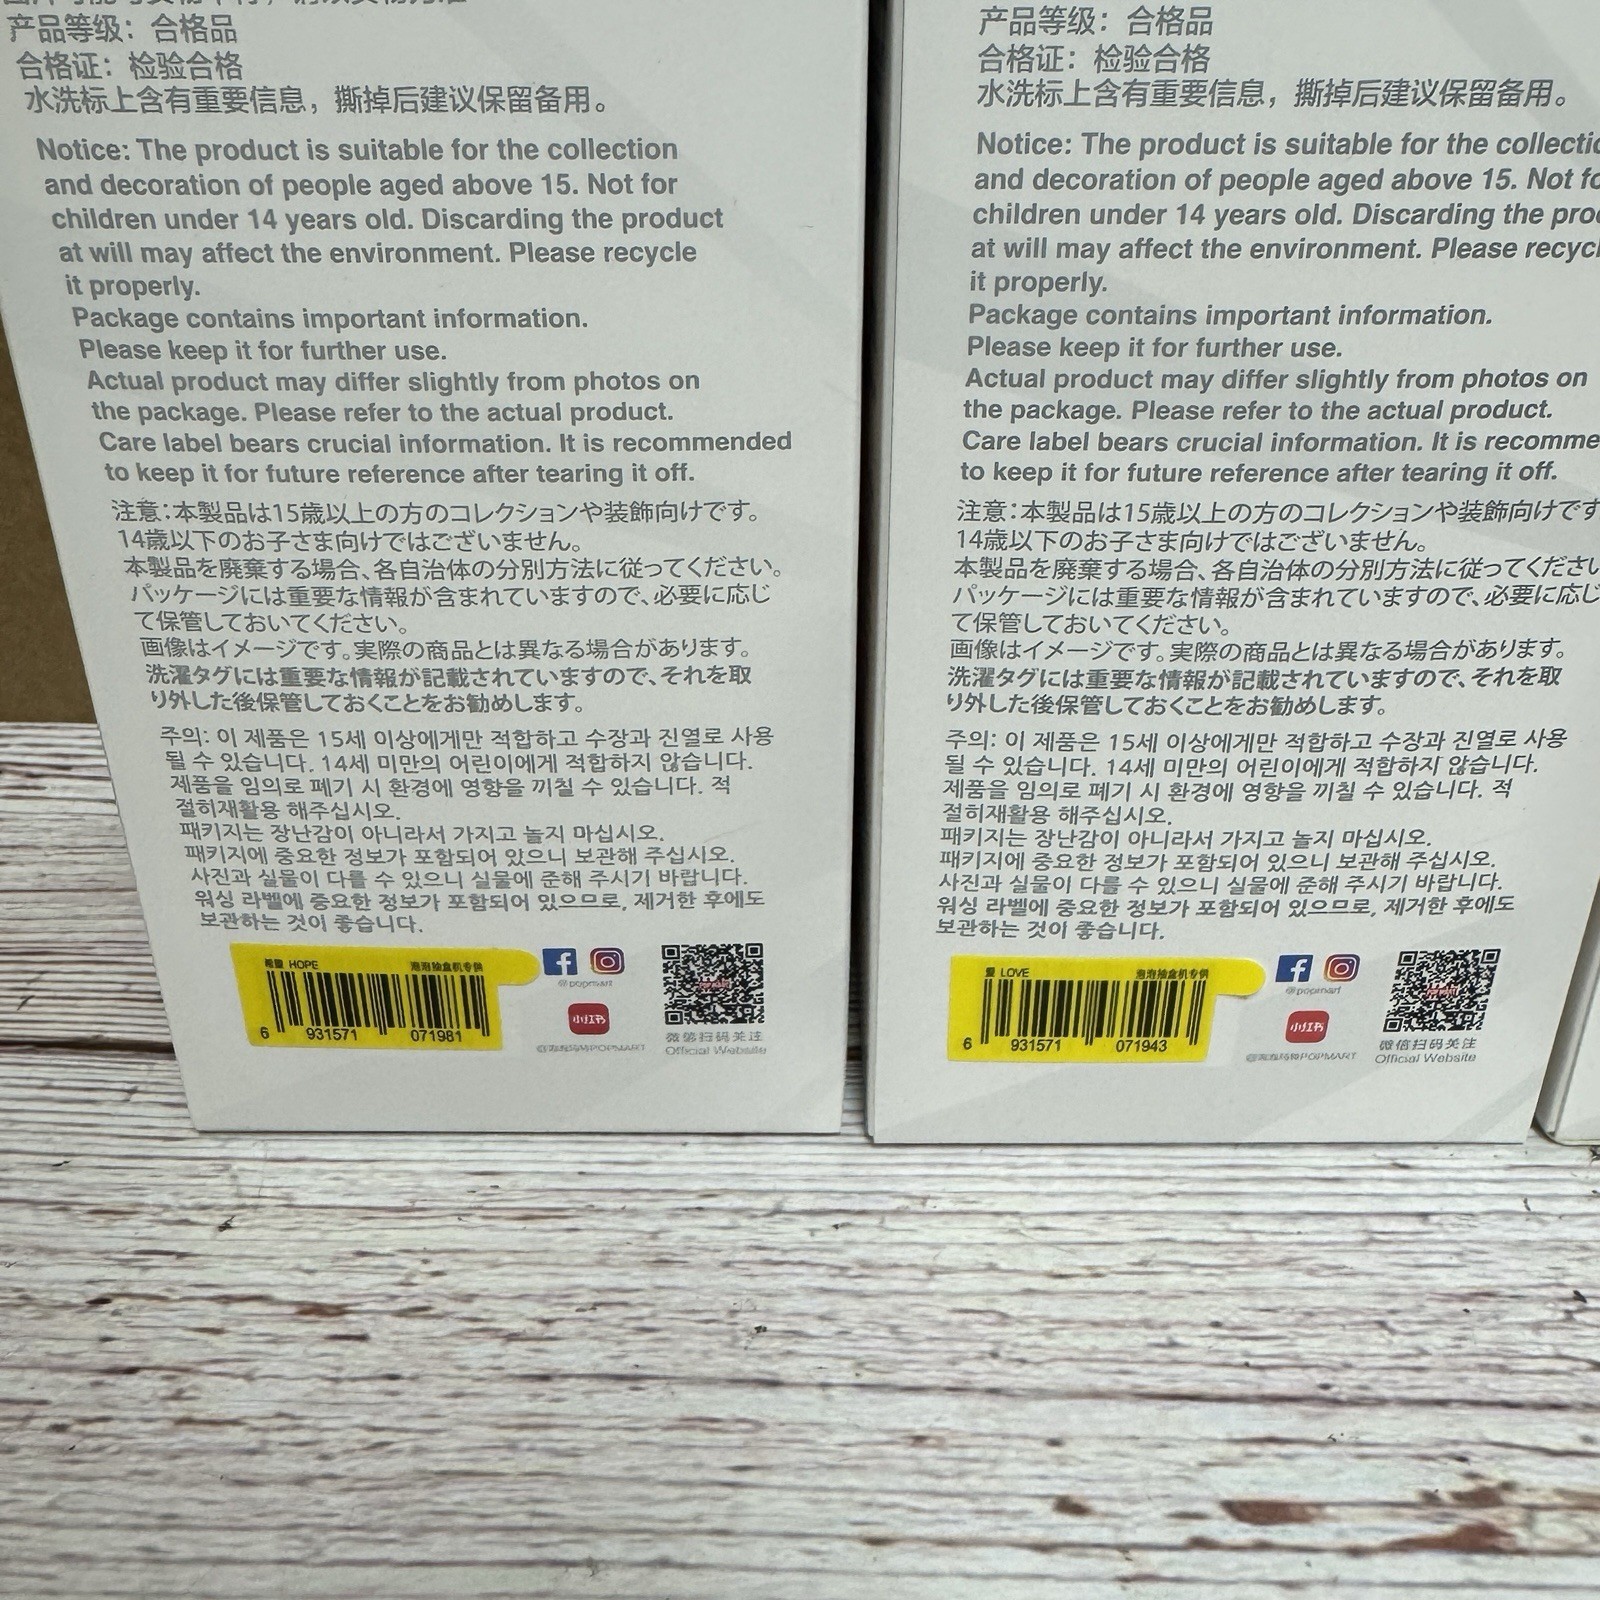 产品等级：合格品
合格证：检验合格
水洗标上含有重要信息，撕掉后建议保留备用。
Notice: The product is suitable for the collection
and decoration of people aged above 15. Not for
children under 14 years old. Discarding the product
at will may affect the environment. Please recycle
it properly.
Package contains important information.
Please keep it for further use.
Actual product may differ slightly from photos on
the package. Please refer to the actual product.
Care label bears crucial information. It is recommended
to keep it for future reference after tearing it off.
注意：本製品は15歳以上の方のコレクションや装飾向けです。
14歳以下のお子さま向けではございません。
本製品を廃棄する場合、各自治体の分別方法に従ってください。
パッケージには重要な情報が含まれていますので、必要に応じ
て保管しておいてください。
画像はイメージです。実際の商品とは異なる場合があります。
洗濯タグには重要な情報が記載されていますので、それを取
り外した後保管しておくことをお勧めします。
주의: 이 제품은 15세 이상에게만 적합하고 수장과 진열로 사용
될 수 있습니다. 14세 미만의 어린이에게 적합하지 않습니다.
제품을 임의로 폐기 시 환경에 영향을 끼칠 수 있습니다. 적
절히재활용 해주십시오.
패키지는 장난감이 아니라서 가지고 놀지 마십시오.
패키지에 중요한 정보가 포함되어 있으니 보관해 주십시오.
사진과 실물이 다를 수 있으니 실물에 준해 주시기 바랍니다.
워싱 라벨에 중요한 정보가 포함되어 있으므로, 제거한 후에도
보관하는 것이 좋습니다.
希望 HOPE 泡泡抽盒机专供
6 931571 071981
@popmart
小红书
@泡泡玛特POPMART
POP MART
微信扫码关注
Official Website
产品等级：合格品
合格证：检验合格
水洗标上含有重要信息，撕掉后建议保留备用。
Notice: The product is suitable for the
and decoration of people aged above 15. Not
children under 14 years old. Discarding the
at will may affect the environment. Please
it properly.
Package contains important information.
Please keep it for further use.
Actual product may differ slightly from photos on
the package. Please refer to the actual product.
Care label bears crucial information. It is
to keep it for future reference after tearing it off.
注意：本製品は15歳以上の方のコレクションや装飾向けです
14歳以下のお子さま向けではございません。
本製品を廃棄する場合、各自治体の分別方法に従ってください
パッケージには重要な情報が含まれていますので、必要に応じ
て保管しておいてください。
画像はイメージです。実際の商品とは異なる場合があります。
洗濯タグには重要な情報が記載されていますので、それを取
り外した後保管しておくことをお勧めします。
주의: 이 제품은 15세 이상에게만 적합하고 수장과 진열로 사용
될 수 있습니다. 14세 미만의 어린이에게 적합하지 않습니다.
제품을 임의로 폐기 시 환경에 영향을 끼칠 수 있습니다. 적
절히재활용 해주십시오.
패키지는 장난감이 아니라서 가지고 놀지 마십시오.
패키지에 중요한 정보가 포함되어 있으니 보관해 주십시오.
사진과 실물이 다를 수 있으니 실물에 준해 주시기 바랍니다.
워싱 라벨에 중요한 정보가 포함되어 있으므로, 제거한 후에도
보관하는 것이 좋습니다.
愛 LOVE 泡泡抽盒机专供
6 931571 071943
@popmart
小红书
@泡泡玛特POPMART
POP MART
微信扫码关注
Official Website